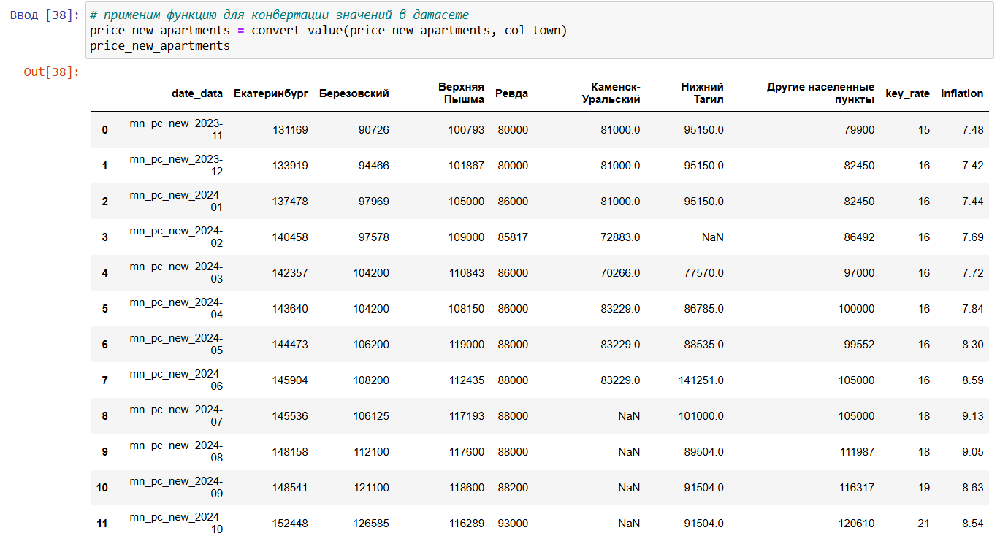 Ввод [38]: # применим функцию для конвертации значений в датасете
price_new_apartments = convert_value(price_new_apartments, col_town)
price_new_apartments
Out[38]:
date_data Екатеринбург Березовский Верхняя Пышма Ревда Каменск-Уральский Нижний Тагил Другие населенные пункты key_rate inflation
0 mn_pc_new_2023-11 131169 90726 100793 80000 81000.0 95150.0 79900 15 7.48
1 mn_pc_new_2023-12 133919 94466 101867 80000 81000.0 95150.0 82450 16 7.42
2 mn_pc_new_2024-01 137478 97969 105000 86000 81000.0 95150.0 82450 16 7.44
3 mn_pc_new_2024-02 140458 97578 109000 85817 72883.0 NaN 86492 16 7.69
4 mn_pc_new_2024-03 142357 104200 110843 86000 70266.0 77570.0 97000 16 7.72
5 mn_pc_new_2024-04 143640 104200 108150 86000 83229.0 86785.0 100000 16 7.84
6 mn_pc_new_2024-05 144473 106200 119000 88000 83229.0 88535.0 99552 16 8.30
7 mn_pc_new_2024-06 145904 108200 112435 88000 83229.0 141251.0 105000 16 8.59
8 mn_pc_new_2024-07 145536 106125 117193 88000 NaN 101000.0 105000 18 9.13
9 mn_pc_new_2024-08 148158 112100 117600 88000 NaN 89504.0 111987 18 9.05
10 mn_pc_new_2024-09 148541 121100 118600 88200 NaN 91504.0 116317 19 8.63
11 mn_pc_new_2024-10 152448 126585 116289 93000 NaN 91504.0 120610 21 8.54